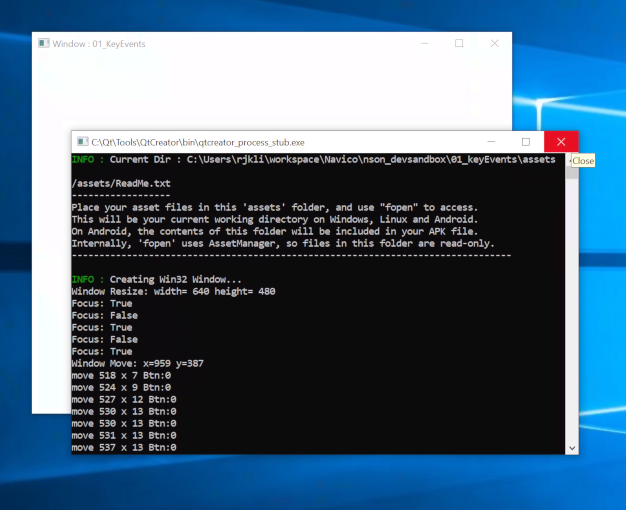 Window : 01_KeyEvents
C:\Qt\Tools\QtCreator\bin\qtcreator_process_stub.exe
Close
INFO : Current Dir : C:\Users\rjkli\workspace\Navico\nson_devsandbox\01_keyEvents\assets
/assets/ReadMe.txt
------------------
Place your asset files in this 'assets' folder, and use "fopen" to access.
This will be your current working directory on Windows, Linux and Android.
On Android, the contents of this folder will be included in your APK file.
Internally, 'fopen' uses AssetManager, so files in this folder are read-only.
--------------------------------------------------------------------------------
INFO : Creating Win32 Window...
Window Resize: width= 640 height= 480
Focus: True
Focus: False
Focus: True
Focus: False
Focus: True
Window Move: x=959 y=387
move 518 x 7 Btn:0
move 524 x 9 Btn:0
move 527 x 12 Btn:0
move 530 x 13 Btn:0
move 530 x 13 Btn:0
move 531 x 13 Btn:0
move 537 x 13 Btn:0